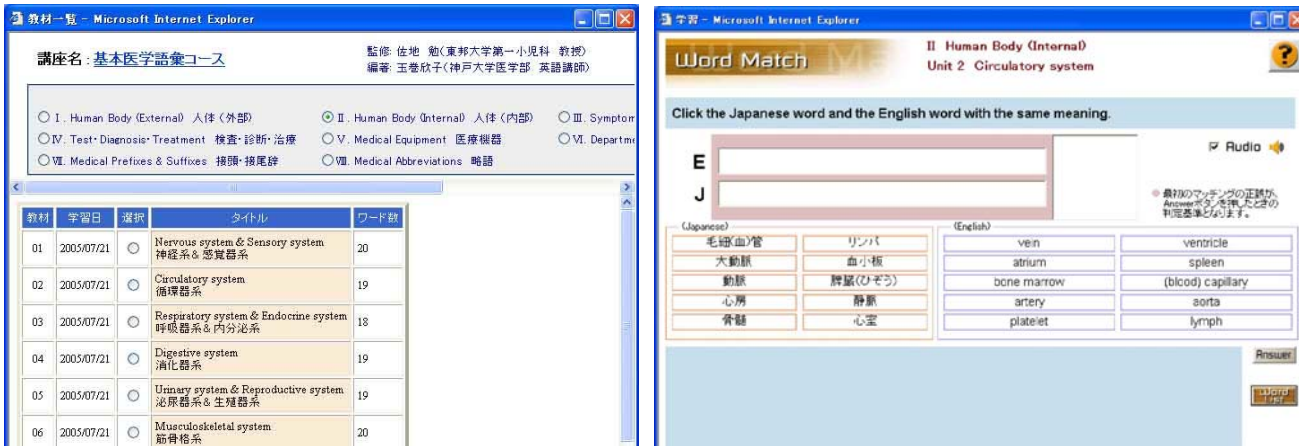 教材一覧 - Microsoft Internet Explorer
講座名 : 基本医学語彙コース
監修: 佐地 勉(東邦大学第一小児科 教授)
編著: 玉巻欣子(神戸大学医学部 英語講師)
Ⅰ. Human Body (External) 人体 (外部)
Ⅱ. Human Body (Internal) 人体 (内部)
Ⅲ. Symptom
Ⅳ. Test・Diagnosis・Treatment 検査・診断・治療
Ⅴ. Medical Equipment 医療機器
Ⅵ. Departme
Ⅶ. Medical Prefixes & Suffixes 接頭・接尾辞
Ⅷ. Medical Abbreviations 略語
教材 学習日 選択 タイトル ワード数
01 2005/07/21 Nervous system & Sensory system 20
神経系 & 感覚器系
02 2005/07/21 Circulatory system 19
循環器系
03 2005/07/21 Respiratory system & Endocrine system 18
呼吸器系 & 内分泌系
04 2005/07/21 Digestive system 19
消化器系
05 2005/07/21 Urinary system & Reproductive system 19
泌尿器系 & 生殖器系
06 2005/07/21 Musculoskeletal system 20
筋骨格系
学習 - Microsoft Internet Explorer
Word Match
II Human Body (Internal)
Unit 2 Circulatory system
?
Click the Japanese word and the English word with the same meaning.
E
J
Audio
最初のマッチングの正誤が、
Answerボタンを押したときの
判定基準となります。
(Japanese) (English)
毛細(血)管 リンパ vein ventricle
大動脈 血小板 atrium spleen
動脈 脾臓(ひぞう) bone marrow (blood) capillary
心房 静脈 artery aorta
骨髄 心室 platelet lymph
Answer
Word List